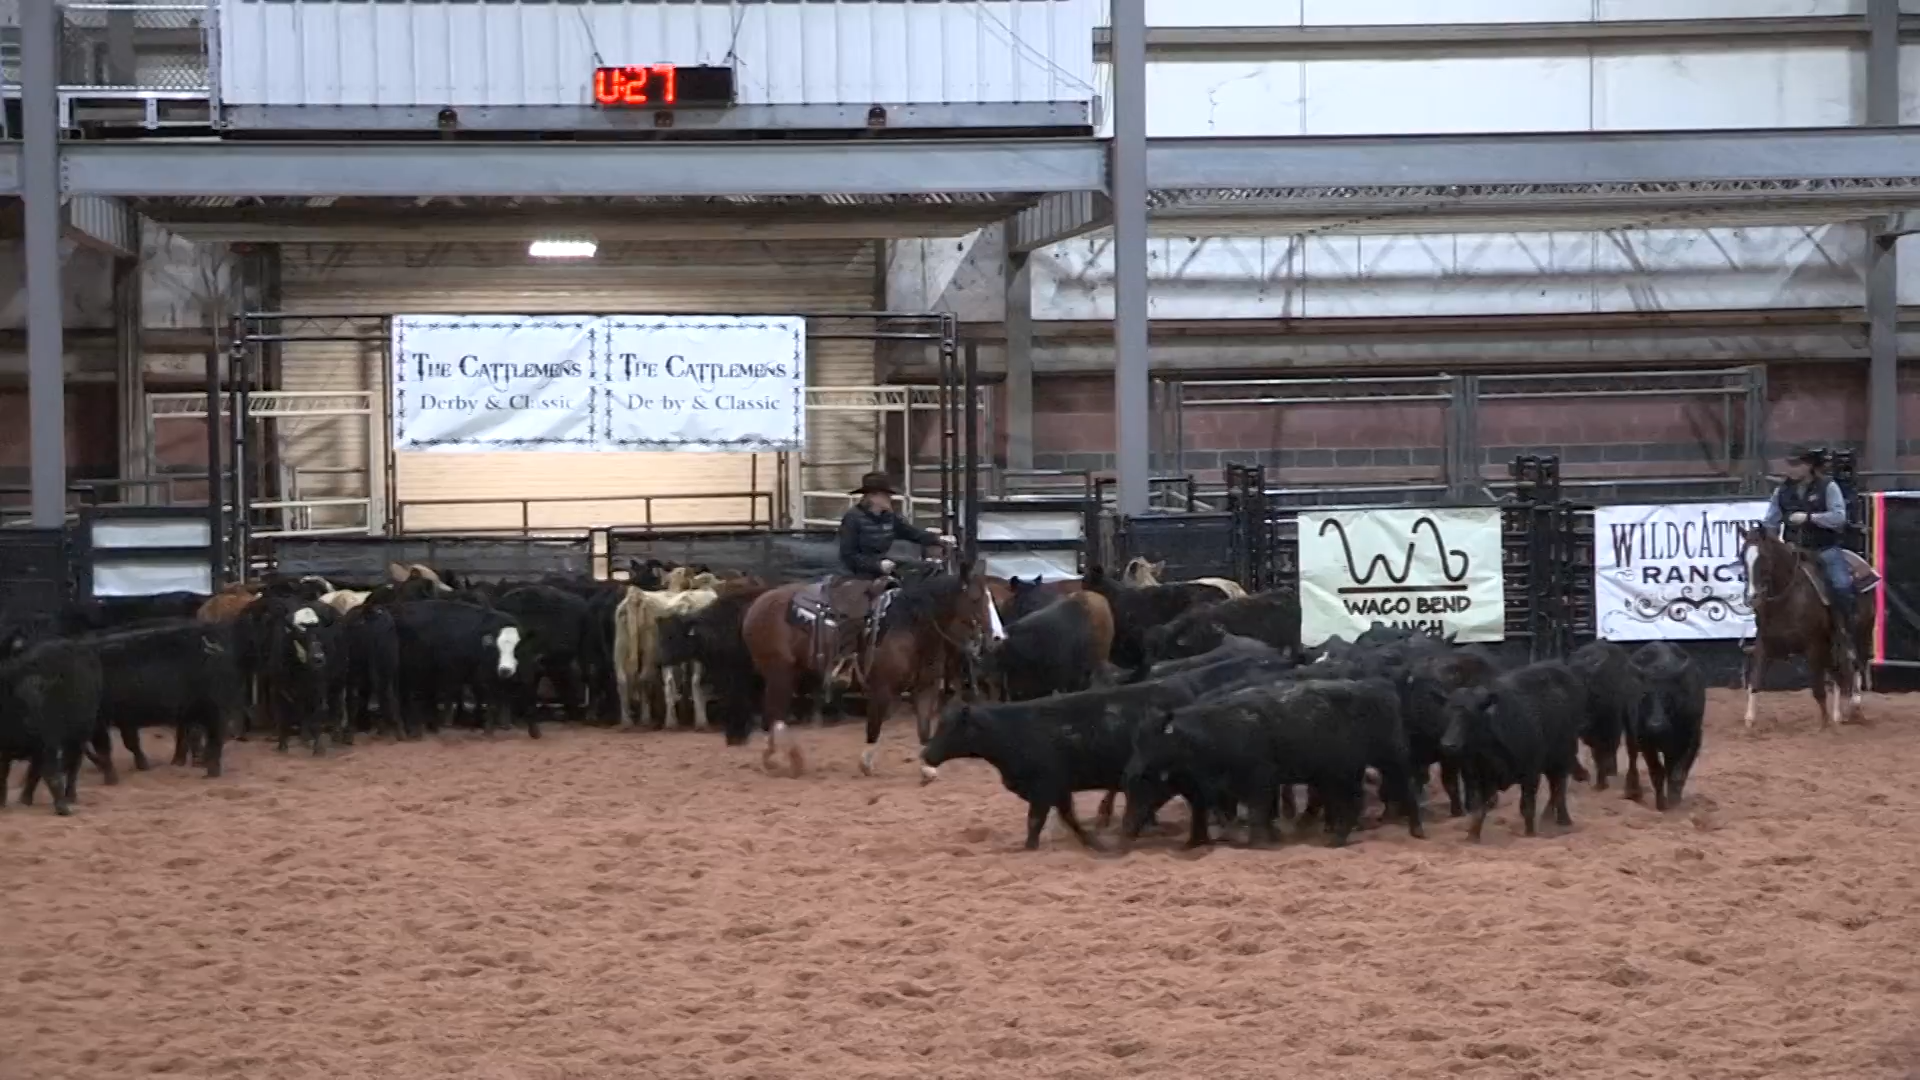 0:27
THE CATTLEMENS
Derby & Classic
THE CATTLEMENS
Derby & Classic
WACO BEND
RANCH
WILDCATT
RANC